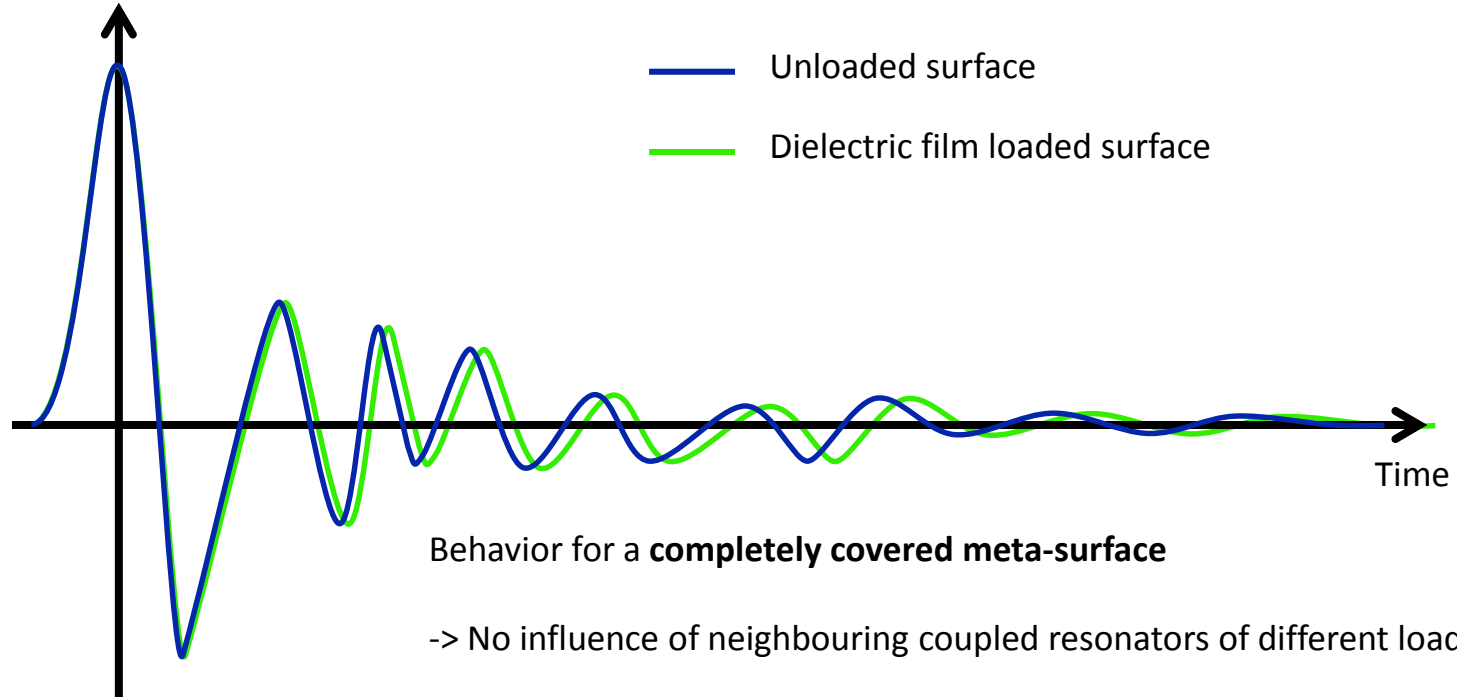 Unloaded surface
Dielectric film loaded surface
Time
Behavior for a completely covered meta-surface
-> No influence of neighbouring coupled resonators of different load